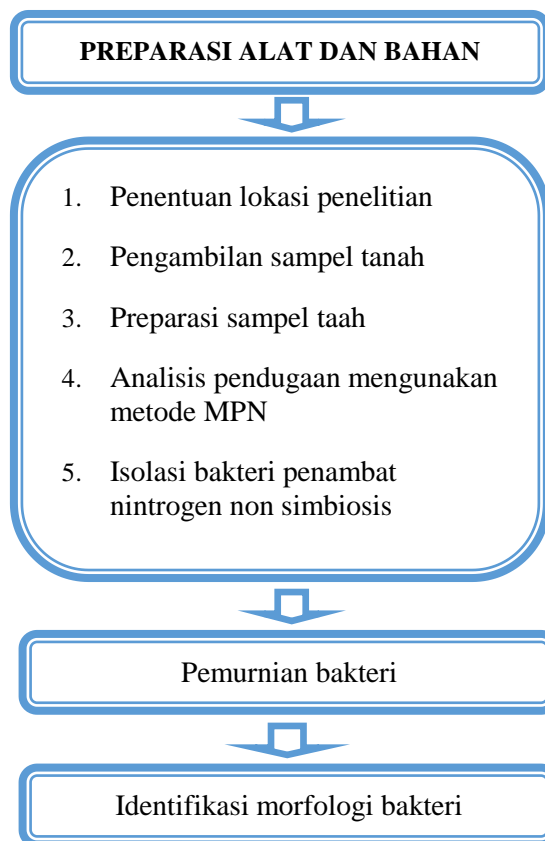 PREPARASI ALAT DAN BAHAN
1. Penentuan lokasi penelitian
2. Pengambilan sampel tanah
3. Preparasi sampel taah
4. Analisis pendugaan mengunakan
metode MPN
5. Isolasi bakteri penambat
nintrogen non simbiosis
Pemurnian bakteri
Identifikasi morfologi bakteri